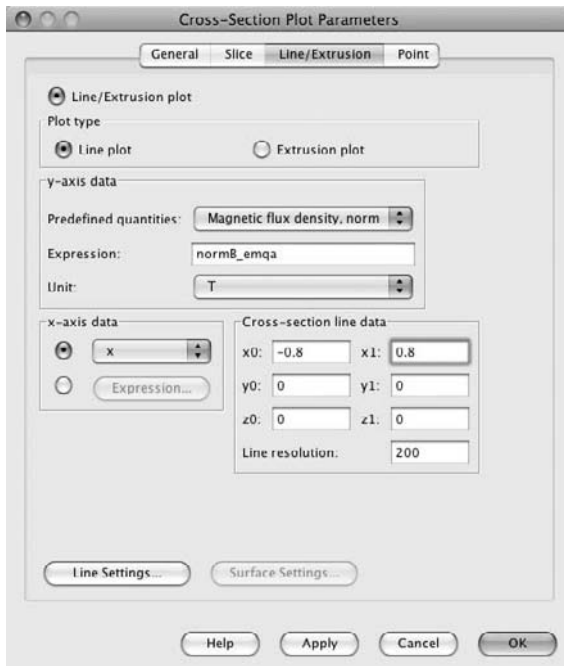 Cross-Section Plot Parameters
General Slice Line/Extrusion Point
Line/Extrusion plot
Plot type
Line plot Extrusion plot
y-axis data
Predefined quantities: Magnetic flux density, norm
Expression: normB_emqa
Unit: T
x-axis data
x
Expression...
Cross-section line data
x0: -0.8 x1: 0.8
y0: 0 y1: 0
z0: 0 z1: 0
Line resolution: 200
Line Settings... Surface Settings...
Help Apply Cancel OK